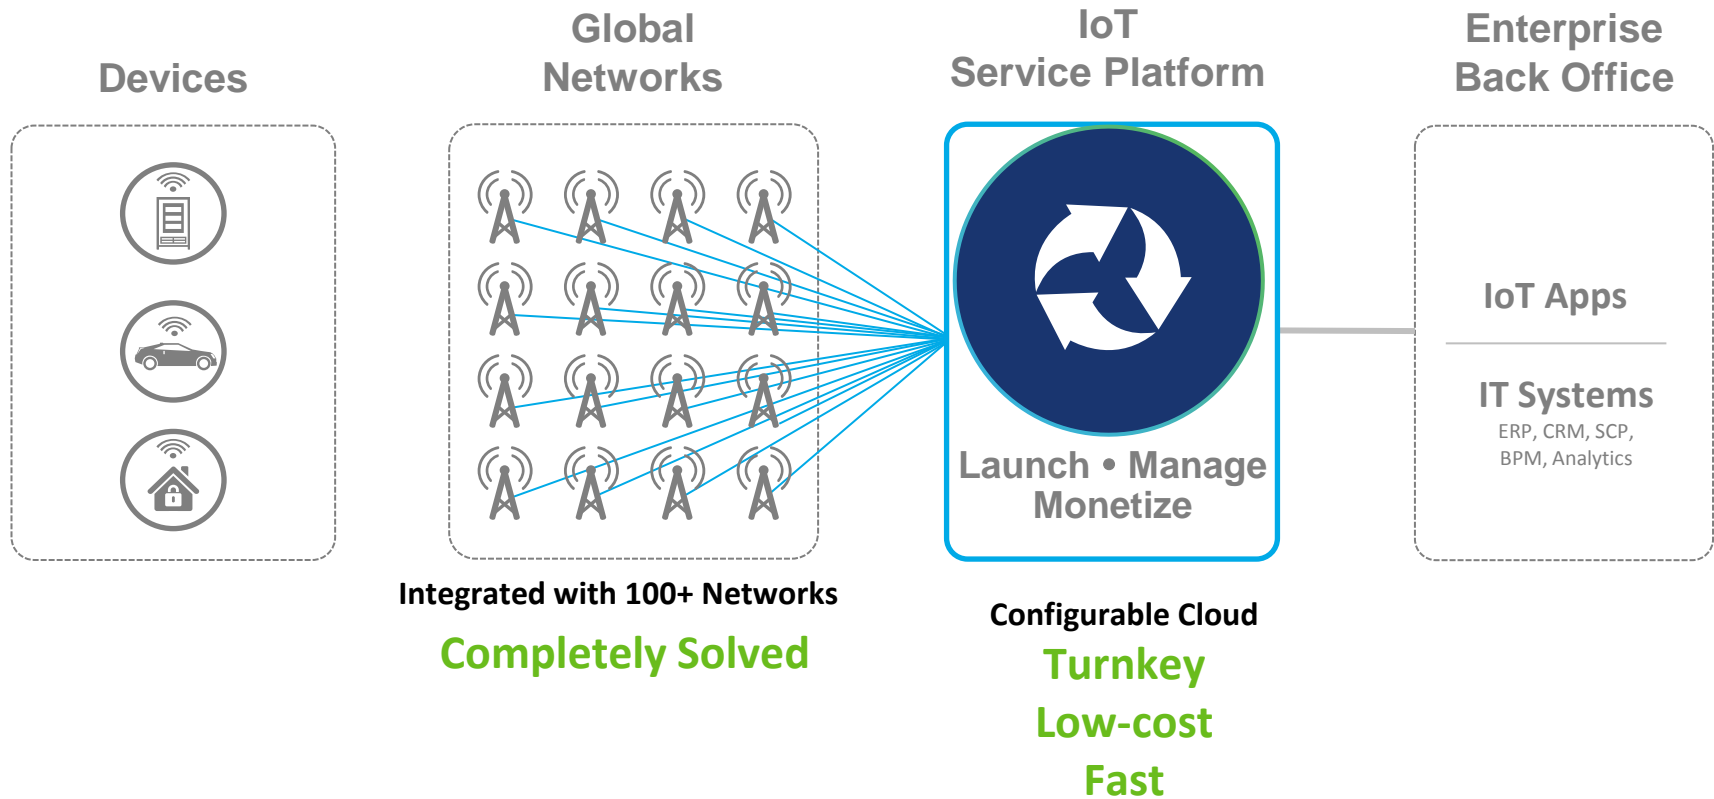 Devices
Global
Networks
IoT
Service Platform
Enterprise
Back Office
Launch • Manage
Monetize
IoT Apps
IT Systems
ERP, CRM, SCP,
BPM, Analytics
Integrated with 100+ Networks
Completely Solved
Configurable Cloud
Turnkey
Low-cost
Fast